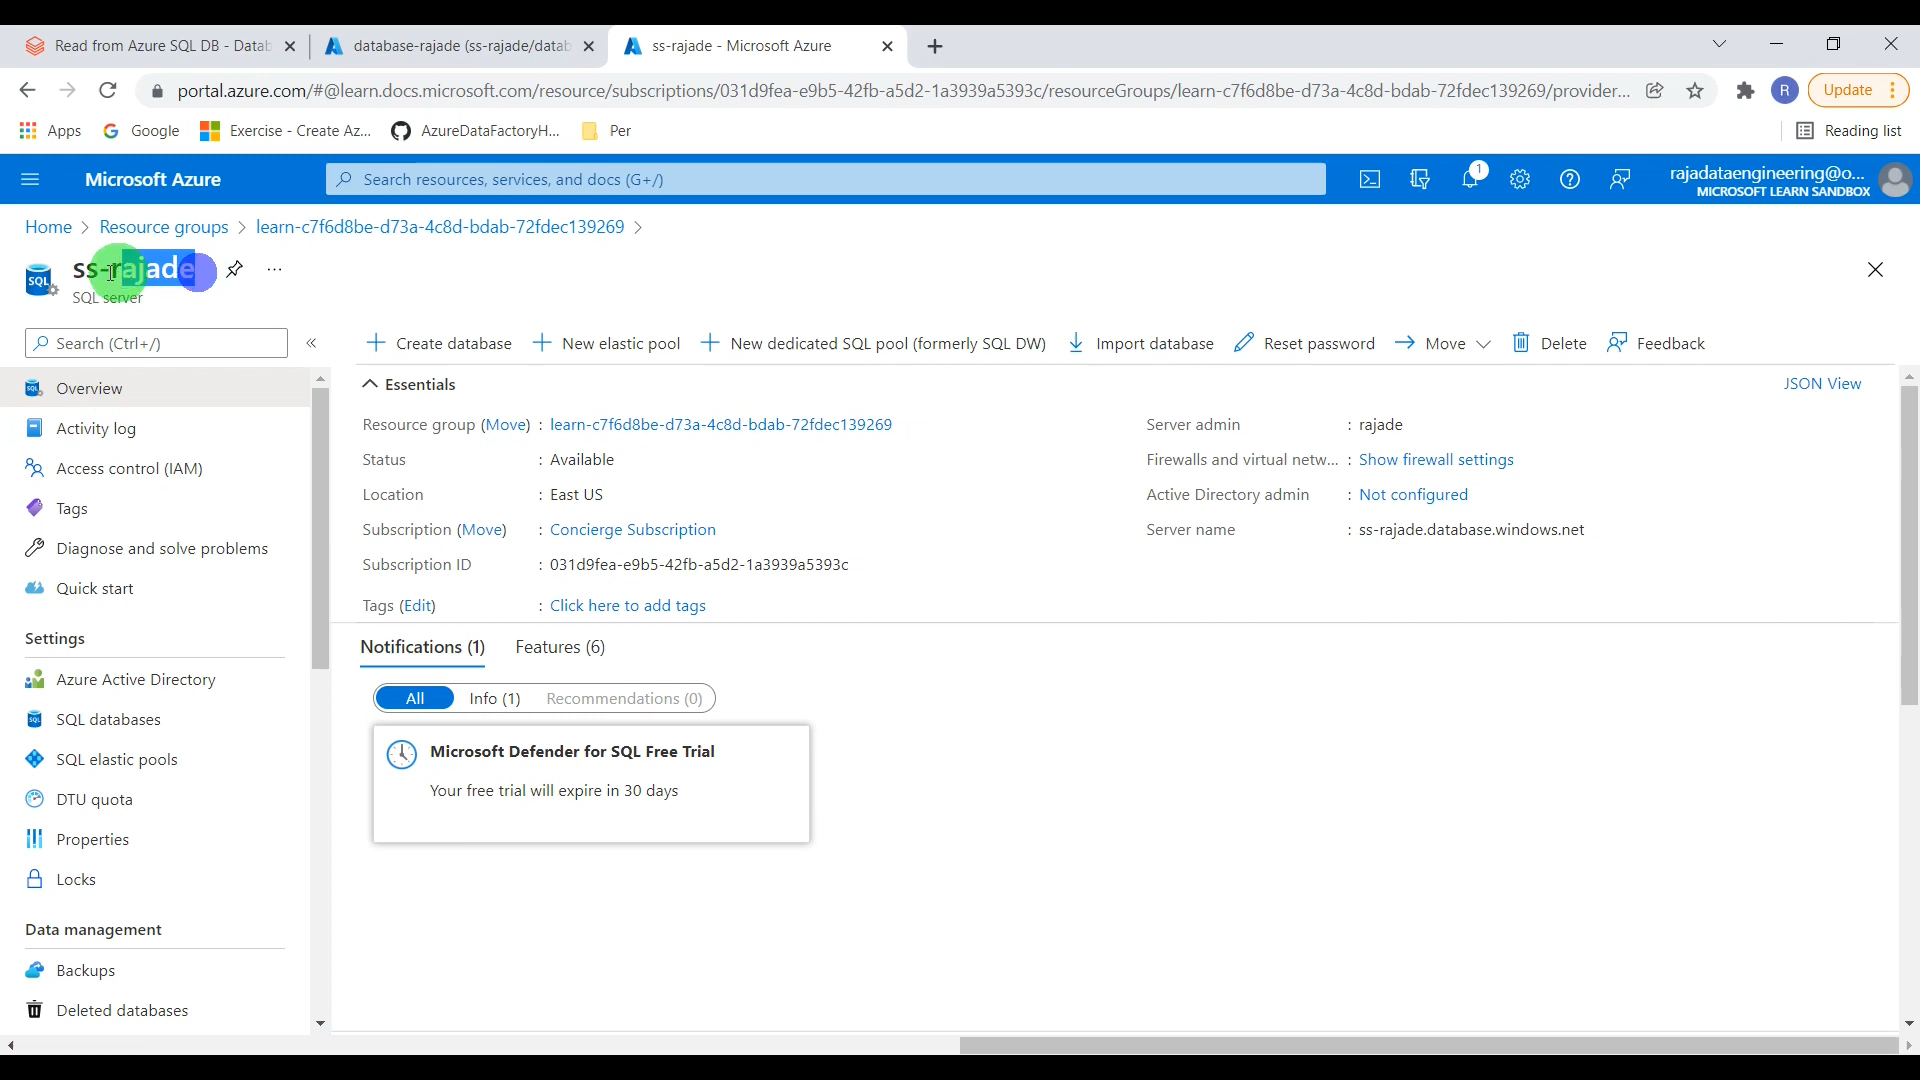 Read from Azure SQL DB - Datab
database-rajade (ss-rajade/datab
ss-rajade - Microsoft Azure
portal.azure.com/#@learn.docs.microsoft.com/resource/subscriptions/031d9fea-e9b5-42fb-a5d2-1a3939a5393c/resourceGroups/learn-c7f6d8be-d73a-4c8d-bdab-72fdec139269/provider...
R
Update
Apps
Google
Exercise - Create Az...
AzureDataFactoryH...
Per
Reading list
Microsoft Azure
Search resources, services, and docs (G+/)
1
rajadataengineering@o...
MICROSOFT LEARN SANDBOX
Home > Resource groups > learn-c7f6d8be-d73a-4c8d-bdab-72fdec139269 >
SQL
ss-rajade
...
SQL server
Search (Ctrl+/)
«
Create database
New elastic pool
New dedicated SQL pool (formerly SQL DW)
Import database
Reset password
Move
Delete
Feedback
Overview
Activity log
Access control (IAM)
Tags
Diagnose and solve problems
Quick start
Settings
Azure Active Directory
SQL databases
SQL elastic pools
DTU quota
Properties
Locks
Data management
Backups
Deleted databases
Essentials
JSON View
Resource group (Move) : learn-c7f6d8be-d73a-4c8d-bdab-72fdec139269
Status : Available
Location : East US
Subscription (Move) : Concierge Subscription
Subscription ID : 031d9fea-e9b5-42fb-a5d2-1a3939a5393c
Tags (Edit) : Click here to add tags
Server admin : rajade
Firewalls and virtual netw... : Show firewall settings
Active Directory admin : Not configured
Server name : ss-rajade.database.windows.net
Notifications (1)
Features (6)
All
Info (1)
Recommendations (0)
Microsoft Defender for SQL Free Trial
Your free trial will expire in 30 days